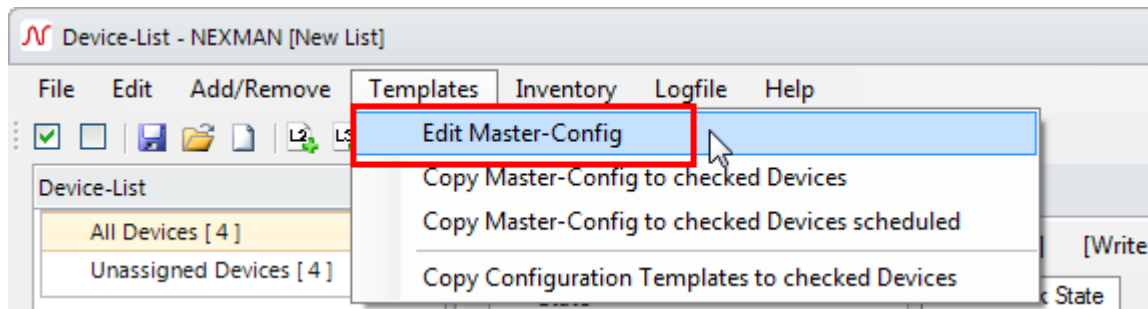 Device-List - NEXMAN [New List]
File Edit Add/Remove Templates Inventory Logfile Help
Edit Master-Config
Device-List
Copy Master-Config to checked Devices
All Devices [ 4 ]
Copy Master-Config to checked Devices scheduled
[Write
Unassigned Devices [ 4 ]
Copy Configuration Templates to checked Devices
State